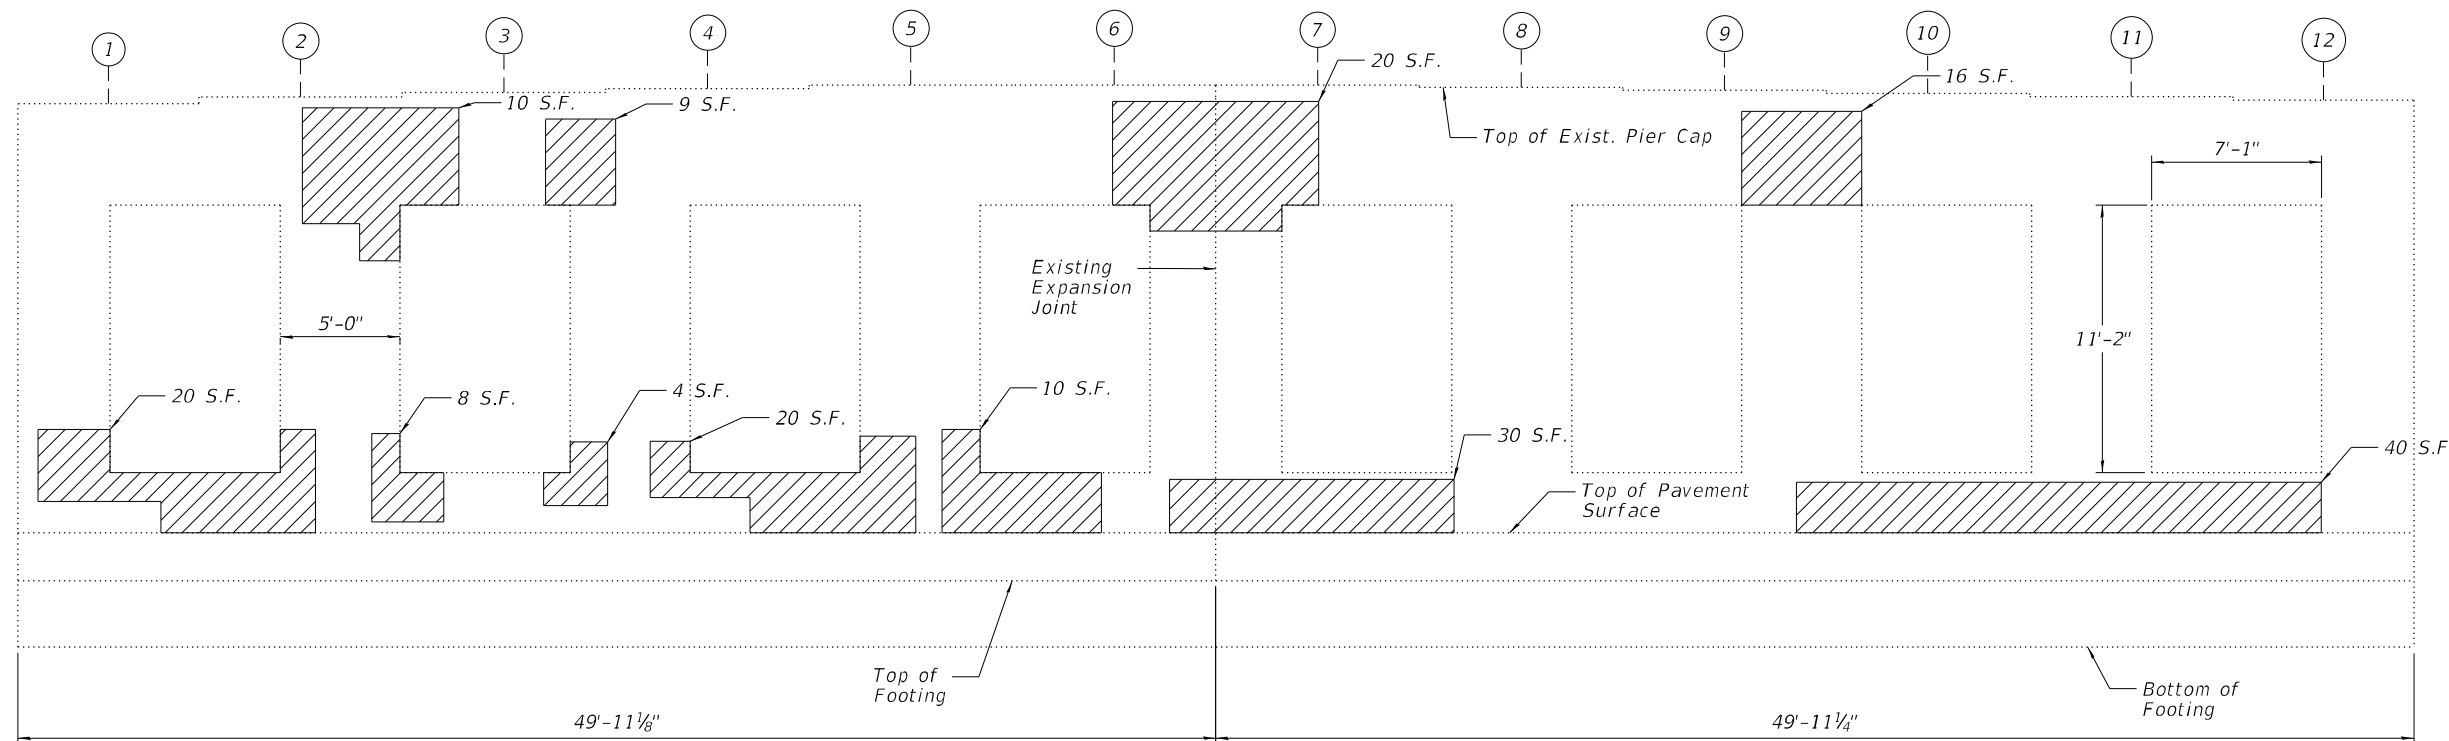 1
2
3
4
5
6
7
8
9
10
11
12
10 S.F.
9 S.F.
20 S.F.
16 S.F.
Top of Exist. Pier Cap
7'-1"
Existing
Expansion
Joint
5'-0"
11'-2"
20 S.F.
8 S.F.
4 S.F.
20 S.F.
10 S.F.
30 S.F.
40 S.F
Top of Pavement
Surface
Top of
Footing
Bottom of
Footing
49'-11⅛"
49'-11¼"